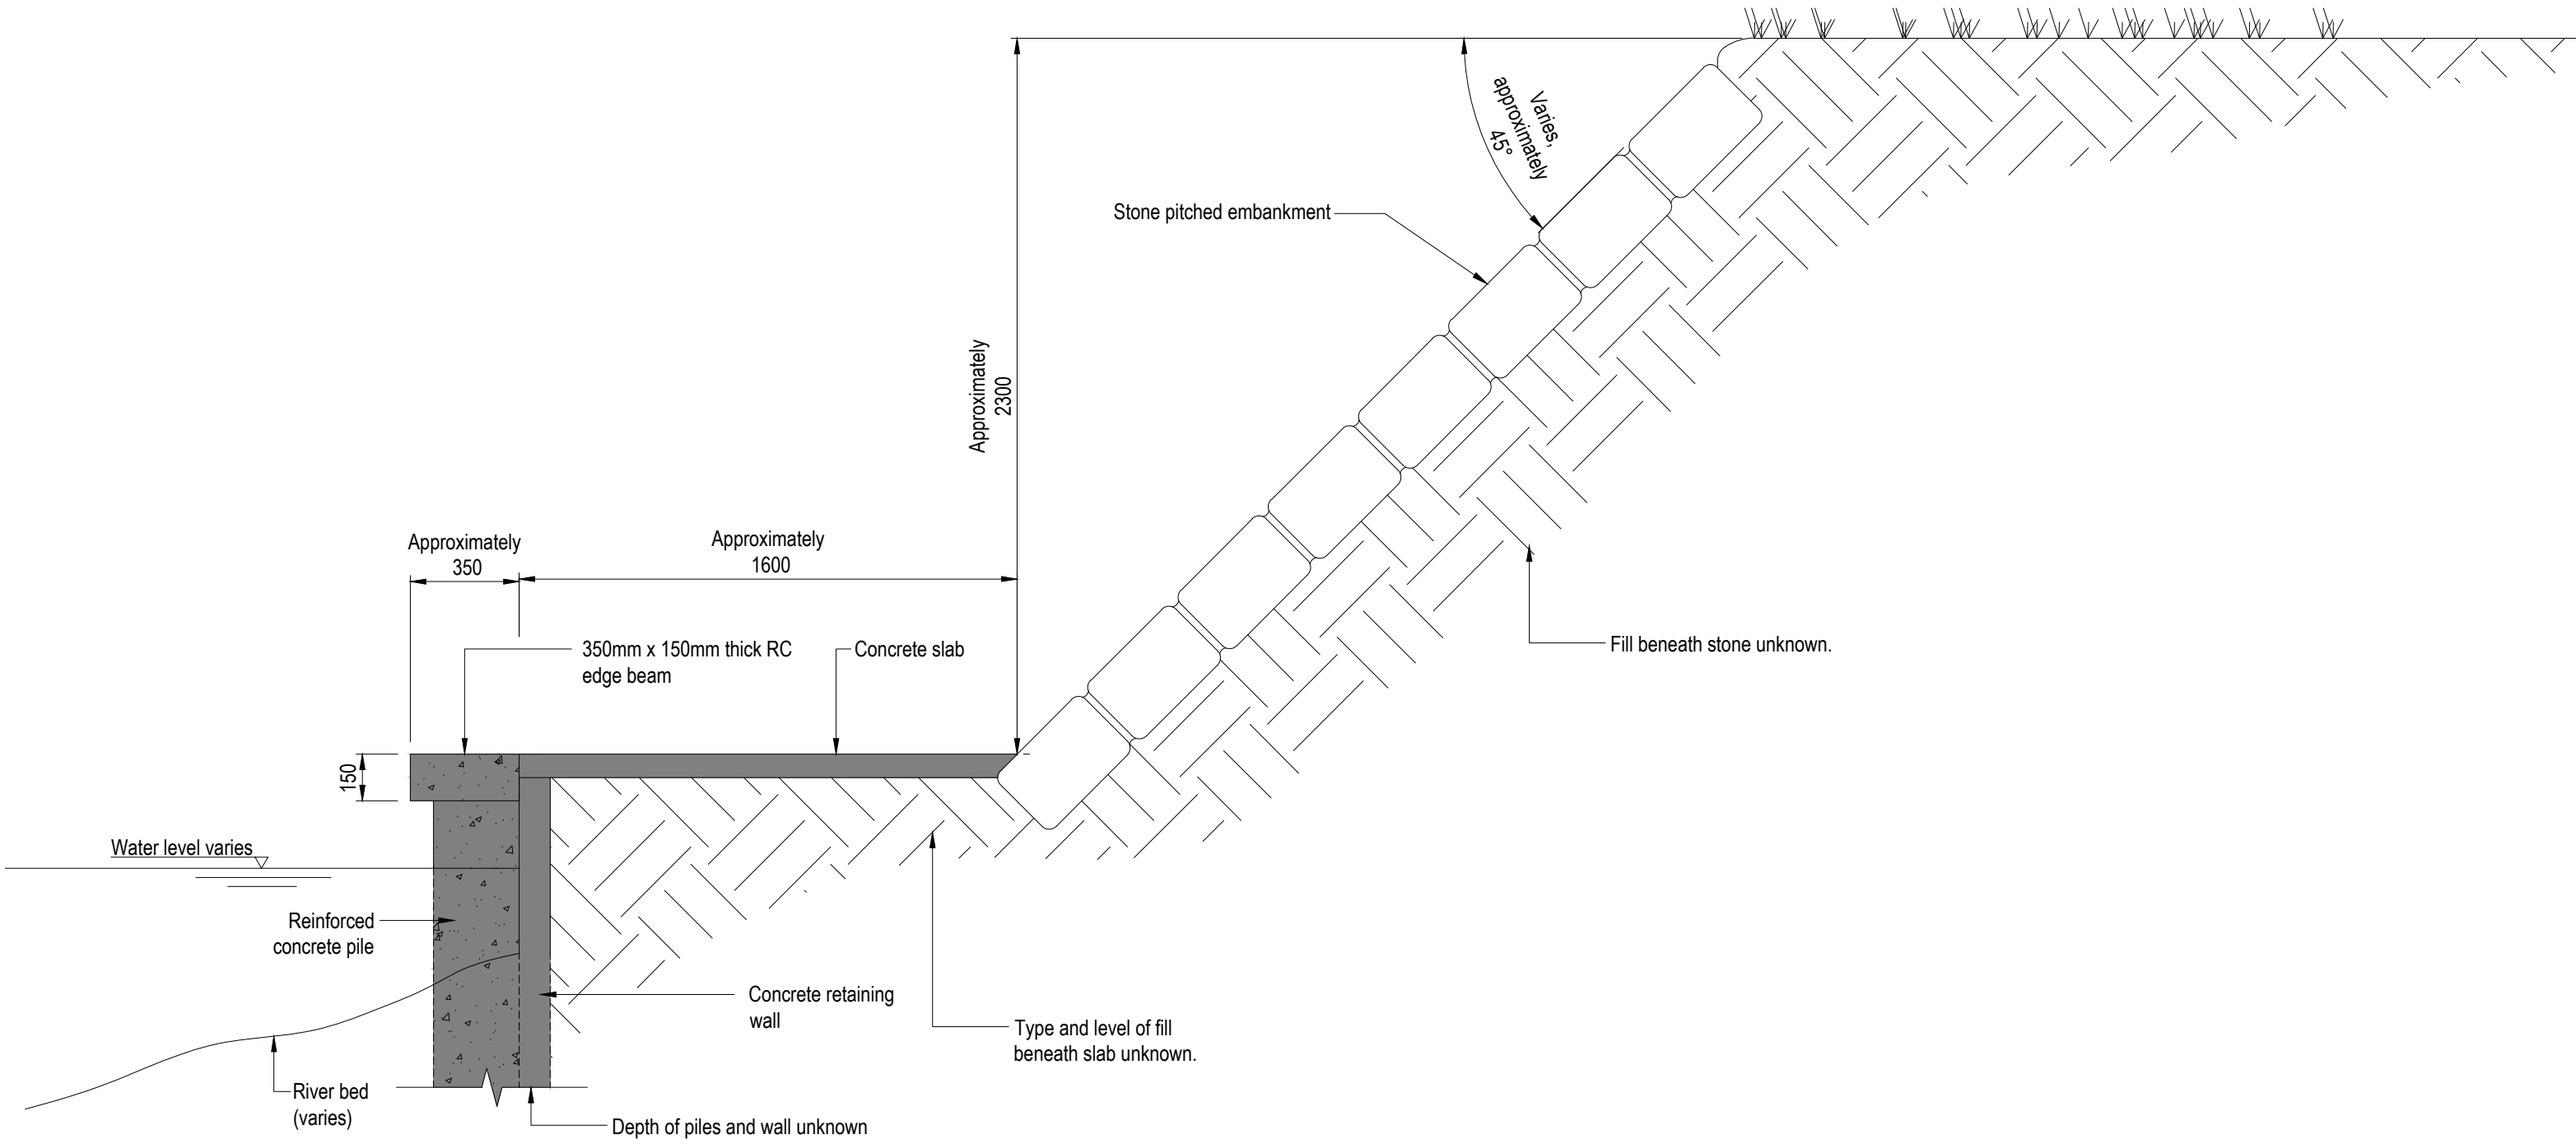 Varies,
approximately
45°
Stone pitched embankment
Approximately
2300
Approximately
350
Approximately
1600
350mm x 150mm thick RC
edge beam
Concrete slab
Fill beneath stone unknown.
150
Water level varies
Reinforced
concrete pile
Concrete retaining
wall
Type and level of fill
beneath slab unknown.
River bed
(varies)
Depth of piles and wall unknown